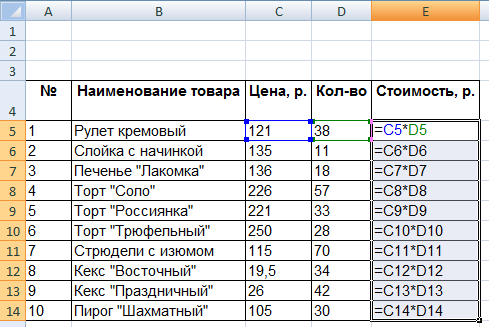 A B C D E
1
2
3
4 № Наименование товара Цена, р. Кол-во Стоимость, р.
5 1 Рулет кремовый 121 38 =C5*D5
6 2 Слойка с начинкой 135 11 =C6*D6
7 3 Печенье "Лакомка" 136 18 =C7*D7
8 4 Торт "Соло" 226 57 =C8*D8
9 5 Торт "Россиянка" 221 33 =C9*D9
10 6 Торт "Трюфельный" 250 28 =C10*D10
11 7 Стрюдели с изюмом 115 70 =C11*D11
12 8 Кекс "Восточный" 19,5 34 =C12*D12
13 9 Кекс "Праздничный" 26 42 =C13*D13
14 10 Пирог "Шахматный" 105 30 =C14*D14